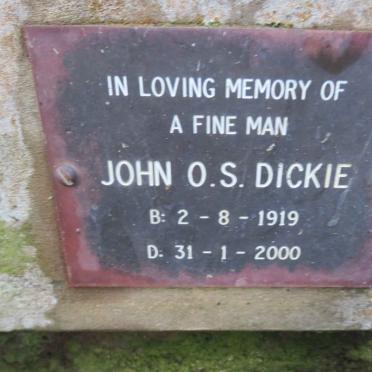 IN LOVING MEMORY OF
A FINE MAN
JOHN O.S. DICKIE
B: 2 - 8 - 1919
D: 31 - 1 - 2000